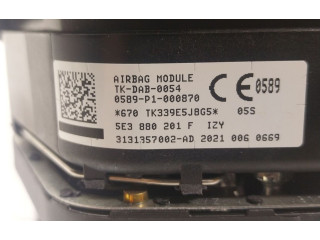 AIRBAG MODULE
TK-DAB-0054
0589-P1-000870
CE 0589
*670 TK339E5J8G5* 05S
5E3 880 201 F IZY
3131357002-AD 2021 006 0669